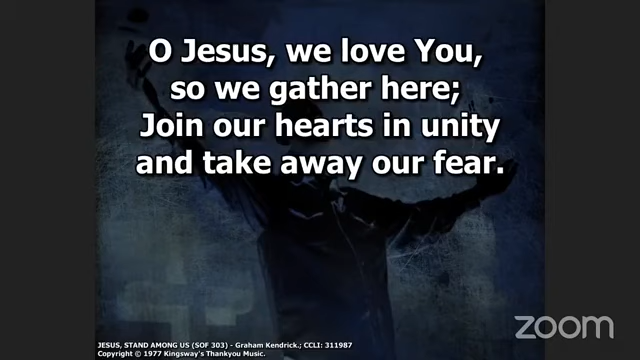 O Jesus, we love You,
so we gather here;
Join our hearts in unity
and take away our fear.
JESUS, STAND AMONG US (SOF 303) - Graham Kendrick.; CCLI: 311987
Copyright © 1977 Kingsway's Thankyou Music.
zoom